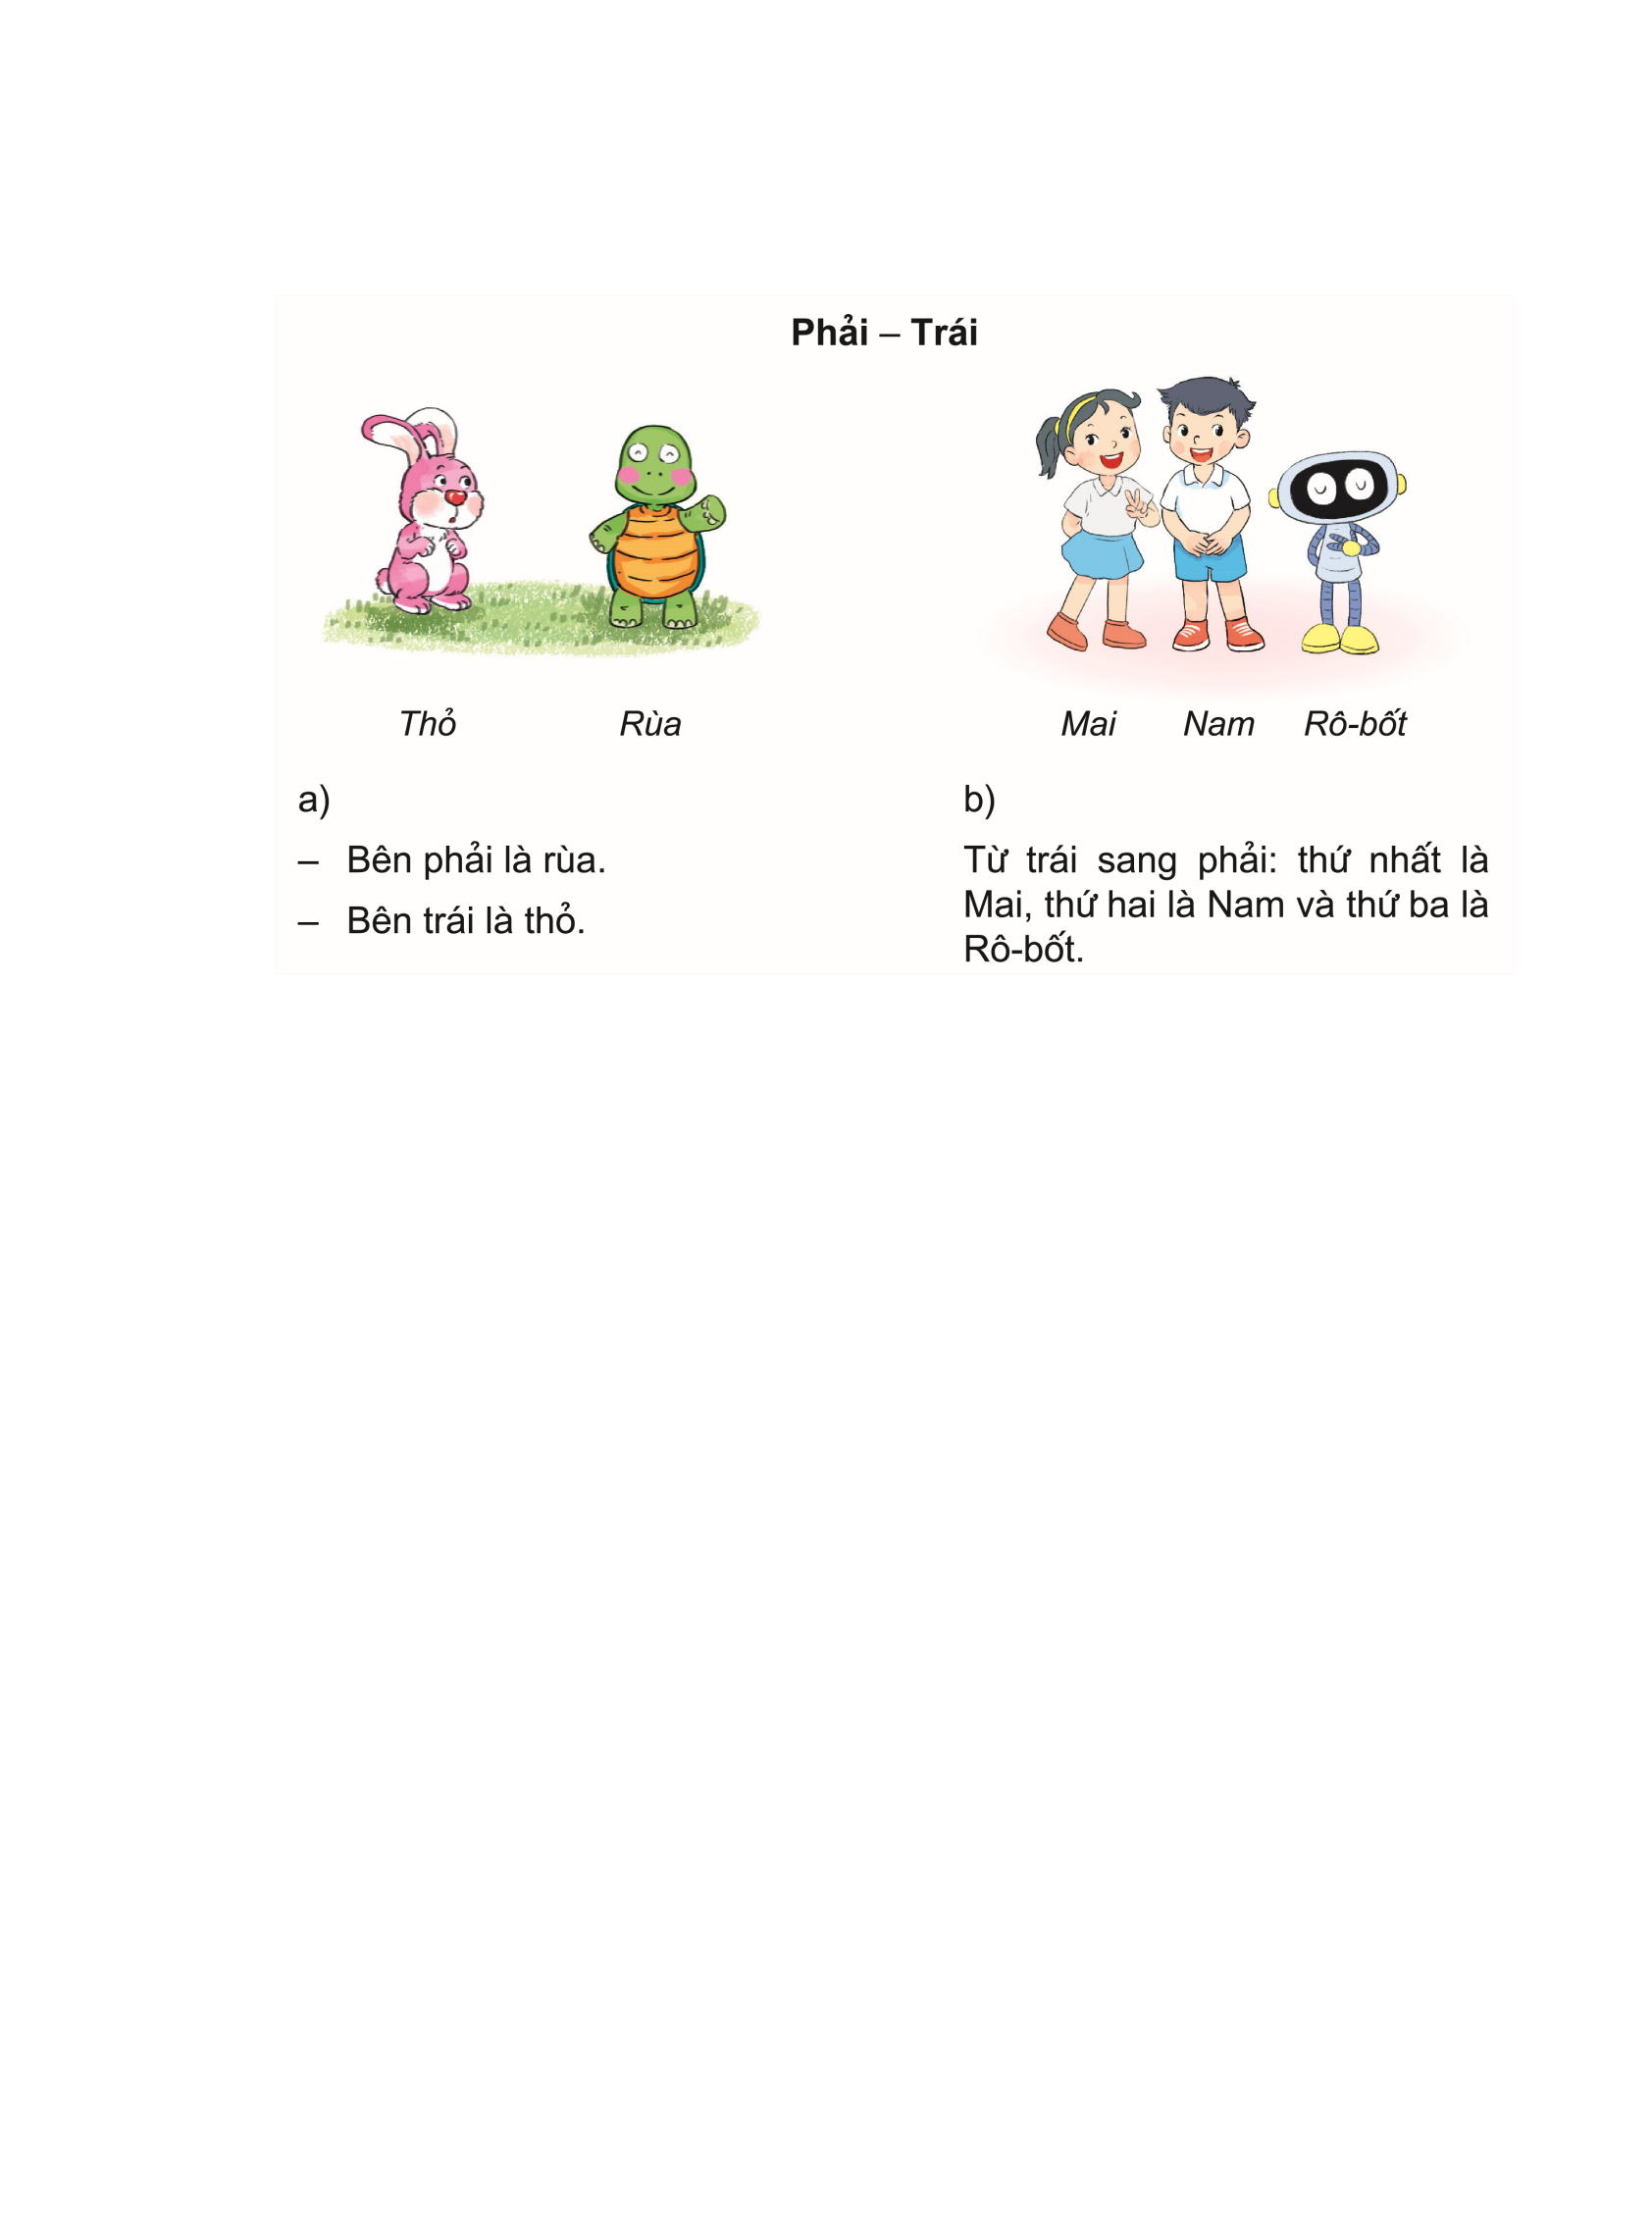 Phải – Trái
Thỏ
Rùa
Mai
Nam
Rô-bốt
a)
– Bên phải là rùa.
– Bên trái là thỏ.
b)
Từ trái sang phải: thứ nhất là
Mai, thứ hai là Nam và thứ ba là
Rô-bốt.